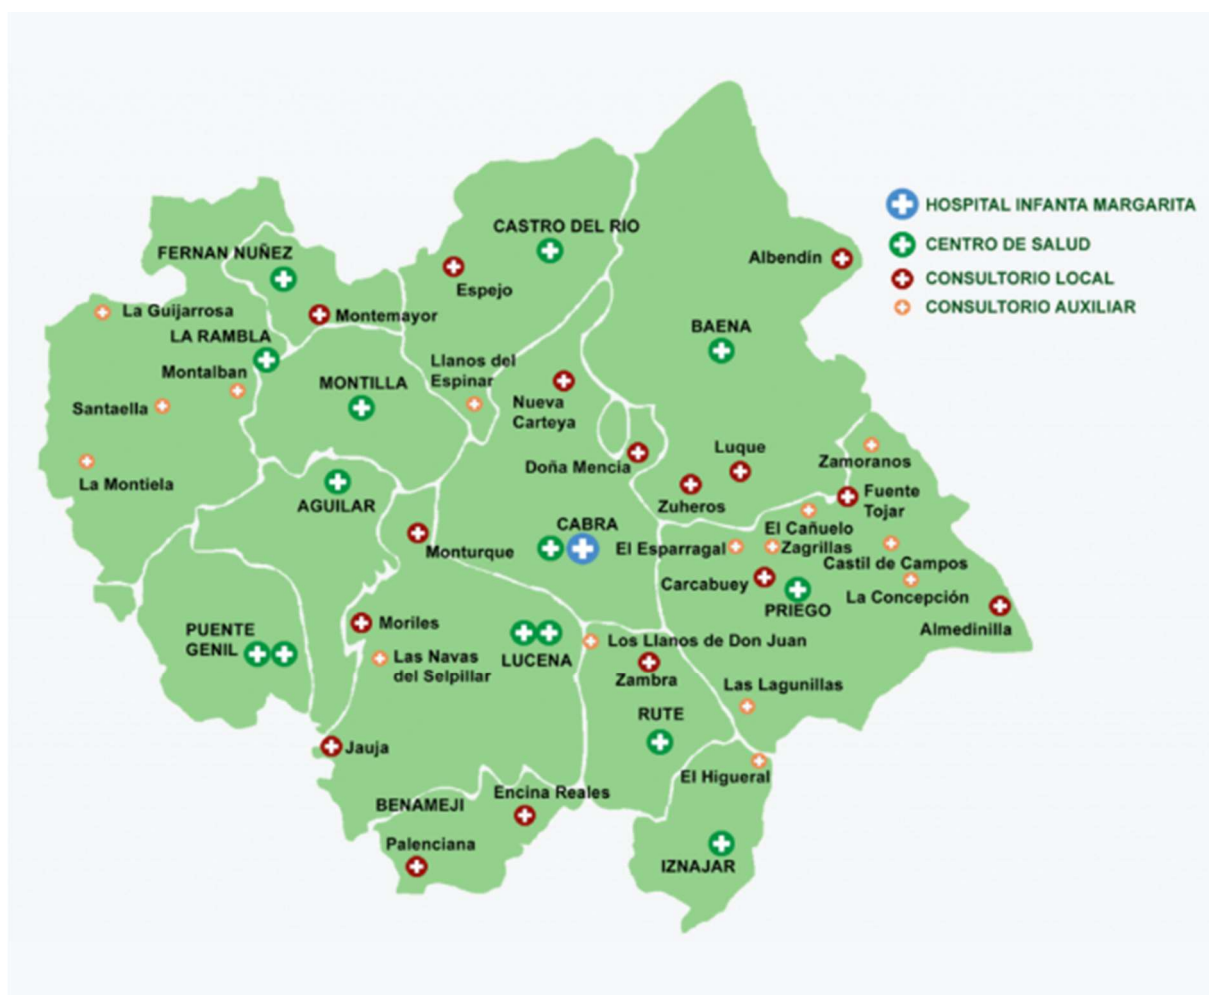 HOSPITAL INFANTA MARGARITA
CENTRO DE SALUD
CONSULTORIO LOCAL
CONSULTORIO AUXILIAR
CASTRO DEL RIO
FERNAN NUÑEZ
Albendín
Espejo
La Guijarrosa
Montemayor
BAENA
LA RAMBLA
Llanos del
Espinar
Montalban
MONTILLA
Santaella
Nueva
Carteya
Luque
Zamoranos
Doña Mencia
La Montiela
Fuente
Tojar
AGUILAR
Zuheros
CABRA
El Cañuelo
Zagrillas
Monturque
El Esparragal
Castil de Campos
Carcabuey
La Concepción
PRIEGO
Almedinilla
Moriles
PUENTE
GENIL
Los Llanos de Don Juan
Las Navas
del Selpillar
LUCENA
Zambra
Las Lagunillas
RUTE
Jauja
El Higueral
Encina Reales
BENAMEJI
Palenciana
IZNAJAR